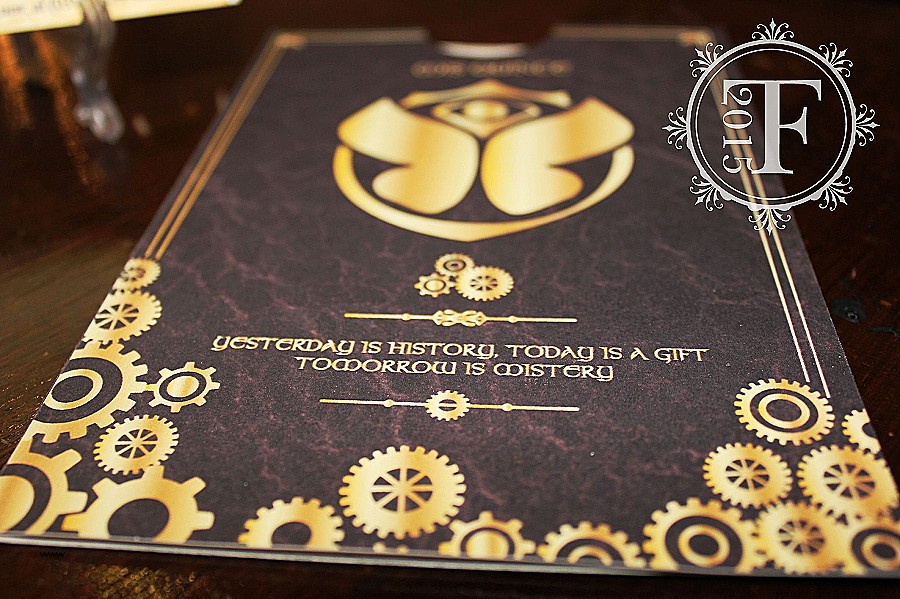 YESTERDAY IS HISTORY, TODAY IS A GIFT
TOMORROW IS MISTERY
2015
F